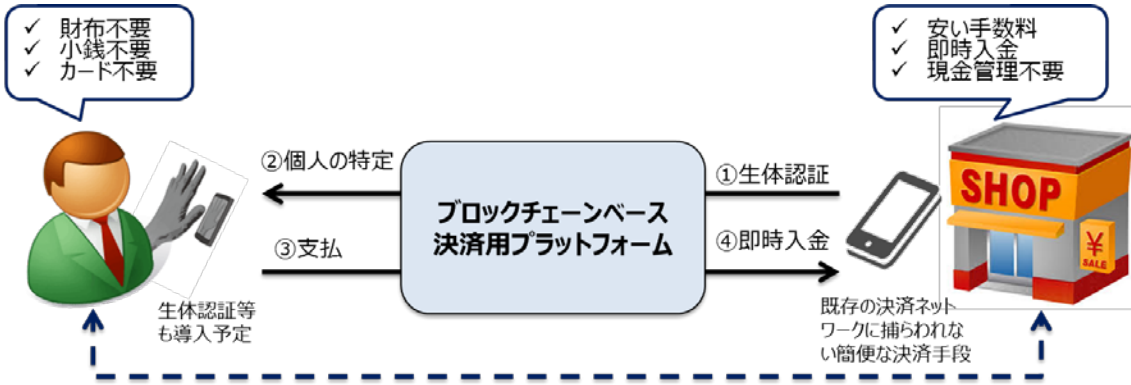 ✓ 財布不要
✓ 小銭不要
✓ カード不要
✓ 安い手数料
✓ 即時入金
✓ 現金管理不要
②個人の特定
①生体認証
ブロックチェーンベース
決済用プラットフォーム
③支払
④即時入金
SHOP
¥
SALE
生体認証等
も導入予定
既存の決済ネット
ワークに捕らわれな
い簡便な決済手段